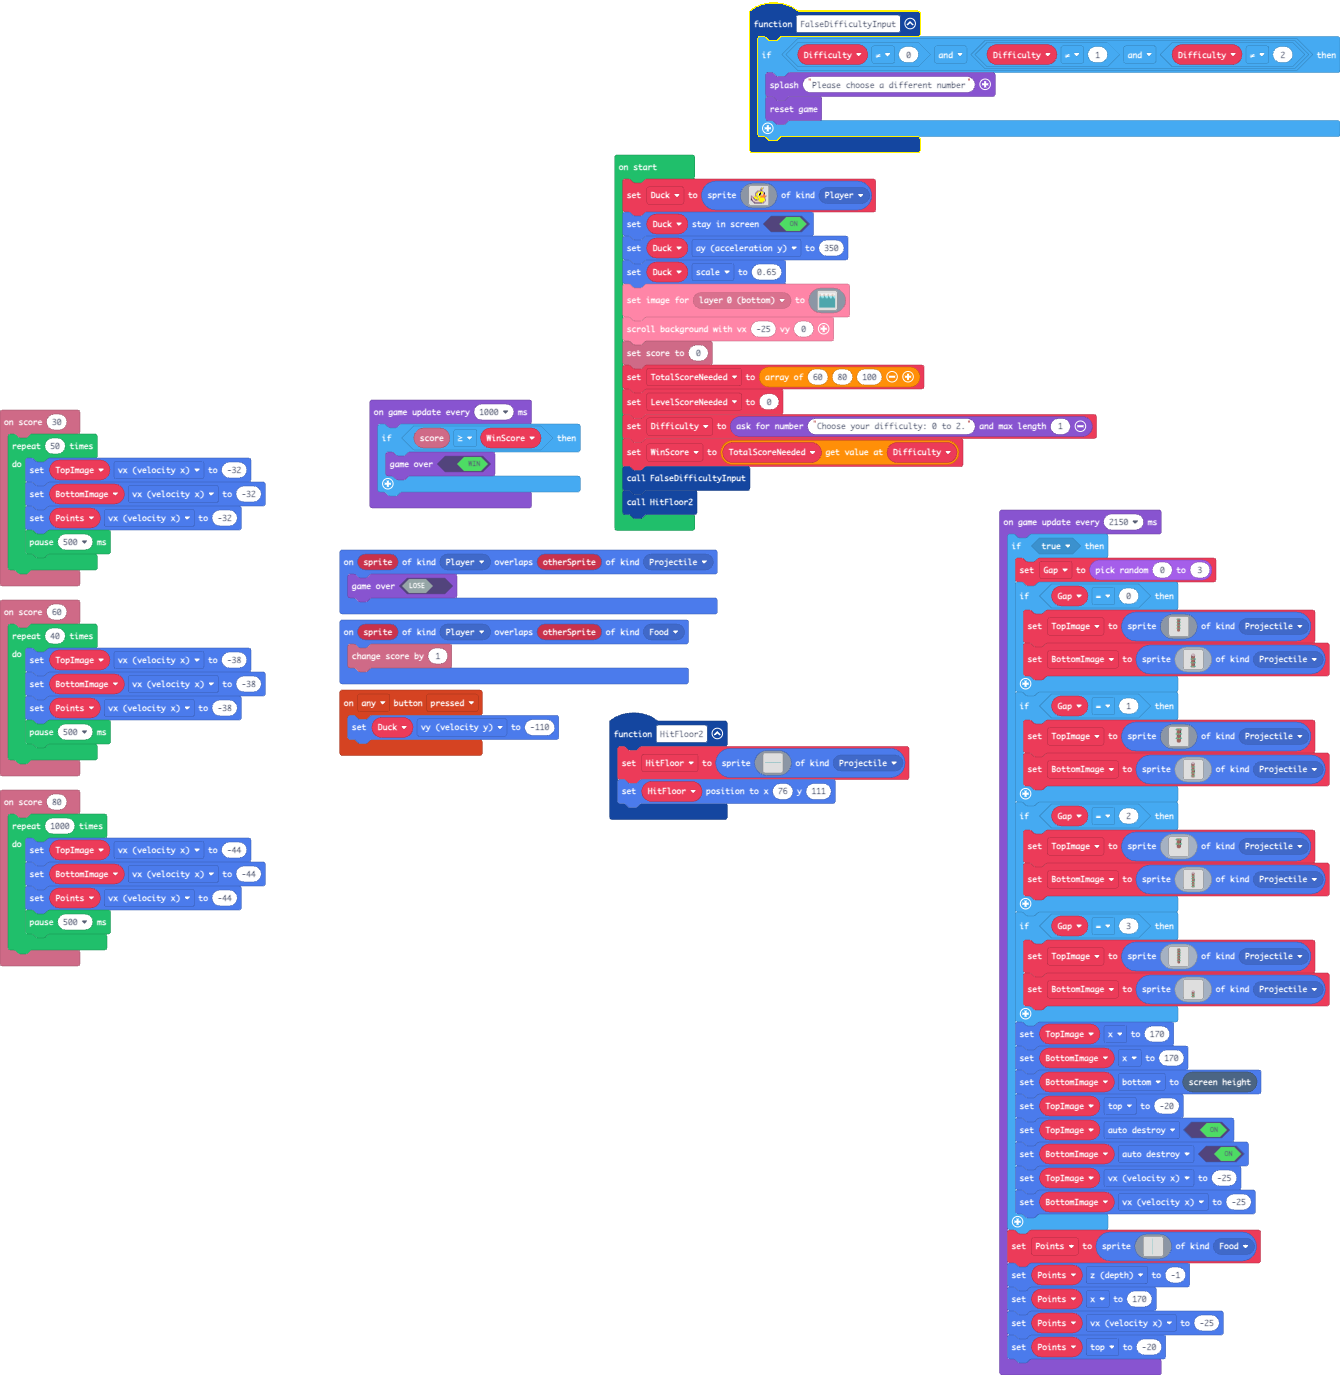 function FalseDifficultyInput
if Difficulty ≠ 0 and Difficulty ≠ 1 and Difficulty ≠ 2 then
splash "Please choose a different number"
reset game
on start
set Duck to sprite of kind Player
set Duck stay in screen ON
set Duck ay (acceleration y) to 350
set Duck scale to 0.65
set image for layer 0 (bottom) to
scroll background with vx -25 vy 0
set score to 0
set TotalScoreNeeded to array of 60 80 100
set LevelScoreNeeded to 0
set Difficulty to ask for number "Choose your difficulty: 0 to 2." and max length 1
set WinScore to TotalScoreNeeded get value at Difficulty
call FalseDifficultyInput
call HitFloor2
on score 30
repeat 50 times
do
set TopImage vx (velocity x) to -32
set BottomImage vx (velocity x) to -32
set Points vx (velocity x) to -32
pause 500 ms
on score 60
repeat 40 times
do
set TopImage vx (velocity x) to -38
set BottomImage vx (velocity x) to -38
set Points vx (velocity x) to -38
pause 500 ms
on score 80
repeat 1000 times
do
set TopImage vx (velocity x) to -44
set BottomImage vx (velocity x) to -44
set Points vx (velocity x) to -44
pause 500 ms
on game update every 1000 ms
if score ≥ WinScore then
game over WIN
on sprite of kind Player overlaps otherSprite of kind Projectile
game over LOSE
on sprite of kind Player overlaps otherSprite of kind Food
change score by 1
on any button pressed
set Duck vy (velocity y) to -110
function HitFloor2
set HitFloor to sprite of kind Projectile
set HitFloor position to x 76 y 111
on game update every 2150 ms
if true then
set Gap to pick random 0 to 3
if Gap = 0 then
set TopImage to sprite of kind Projectile
set BottomImage to sprite of kind Projectile
if Gap = 1 then
set TopImage to sprite of kind Projectile
set BottomImage to sprite of kind Projectile
if Gap = 2 then
set TopImage to sprite of kind Projectile
set BottomImage to sprite of kind Projectile
if Gap = 3 then
set TopImage to sprite of kind Projectile
set BottomImage to sprite of kind Projectile
set TopImage x to 170
set BottomImage x to 170
set BottomImage bottom to screen height
set TopImage top to -20
set TopImage auto destroy ON
set BottomImage auto destroy ON
set TopImage vx (velocity x) to -25
set BottomImage vx (velocity x) to -25
set Points to sprite of kind Food
set Points z (depth) to -1
set Points x to 170
set Points vx (velocity x) to -25
set Points top to -20